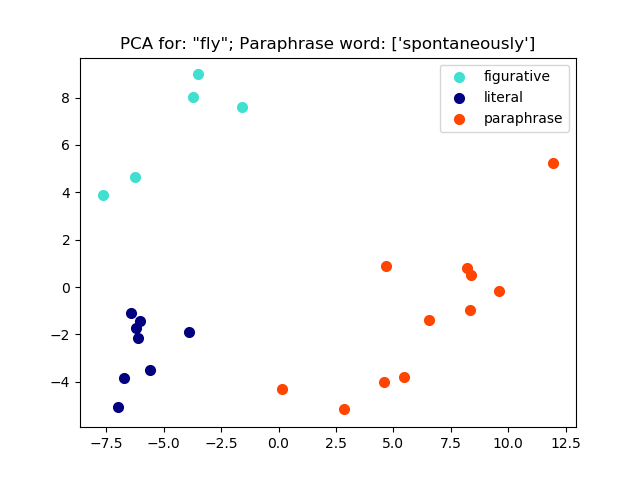 PCA for: "fly"; Paraphrase word: ['spontaneously']
figurative
literal
paraphrase
8
6
4
2
0
−2
−4
−7.5 −5.0 −2.5 0.0 2.5 5.0 7.5 10.0 12.5